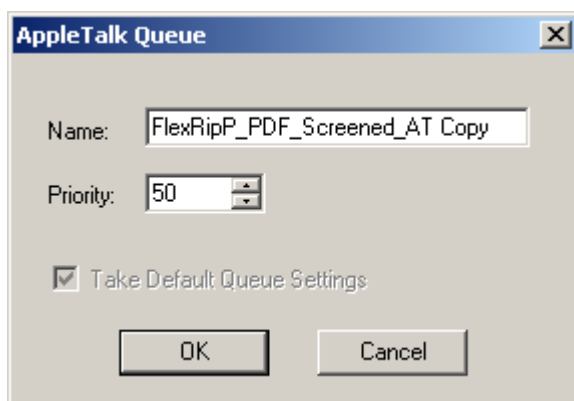 AppleTalk Queue
Name: FlexRipP_PDF_Screened_AT Copy
Priority: 50
Take Default Queue Settings
OK Cancel